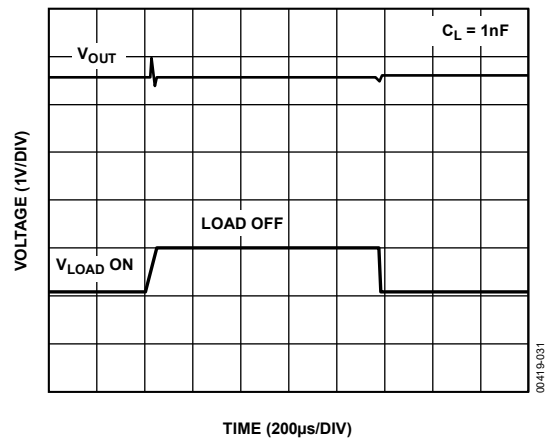 C_L = 1nF
V_OUT
VOLTAGE (1V/DIV)
LOAD OFF
V_LOAD ON
00419-031
TIME (200µs/DIV)